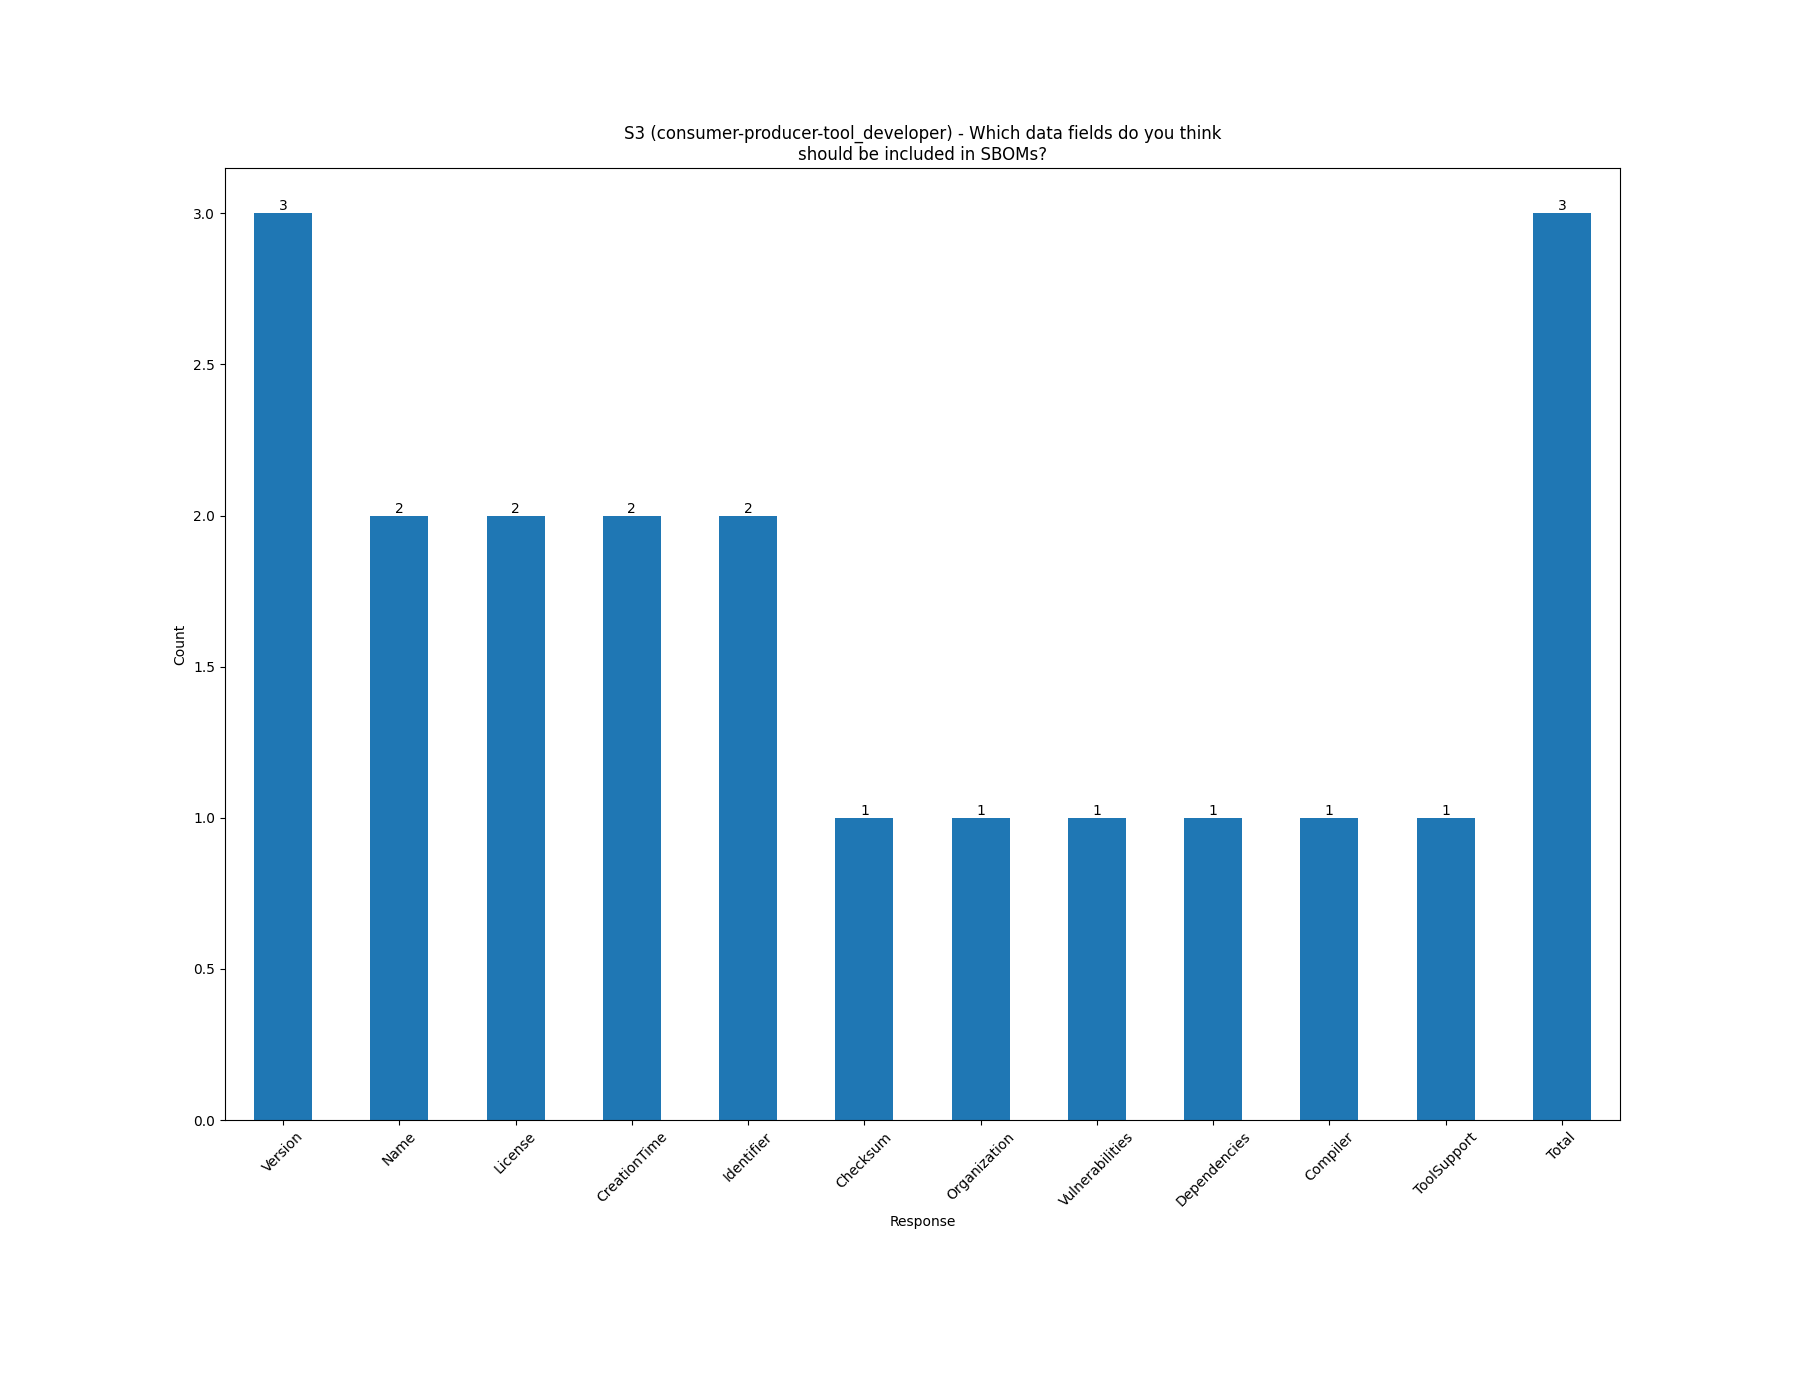 S3 (consumer-producer-tool_developer) - Which data fields do you think
should be included in SBOMs?
3
2
2
2
2
1
1
1
1
1
1
3
3.0
2.5
2.0
1.5
1.0
0.5
0.0
Count
Version
Name
License
CreationTime
Identifier
Checksum
Organization
Vulnerabilities
Dependencies
Compiler
ToolSupport
Total
Response